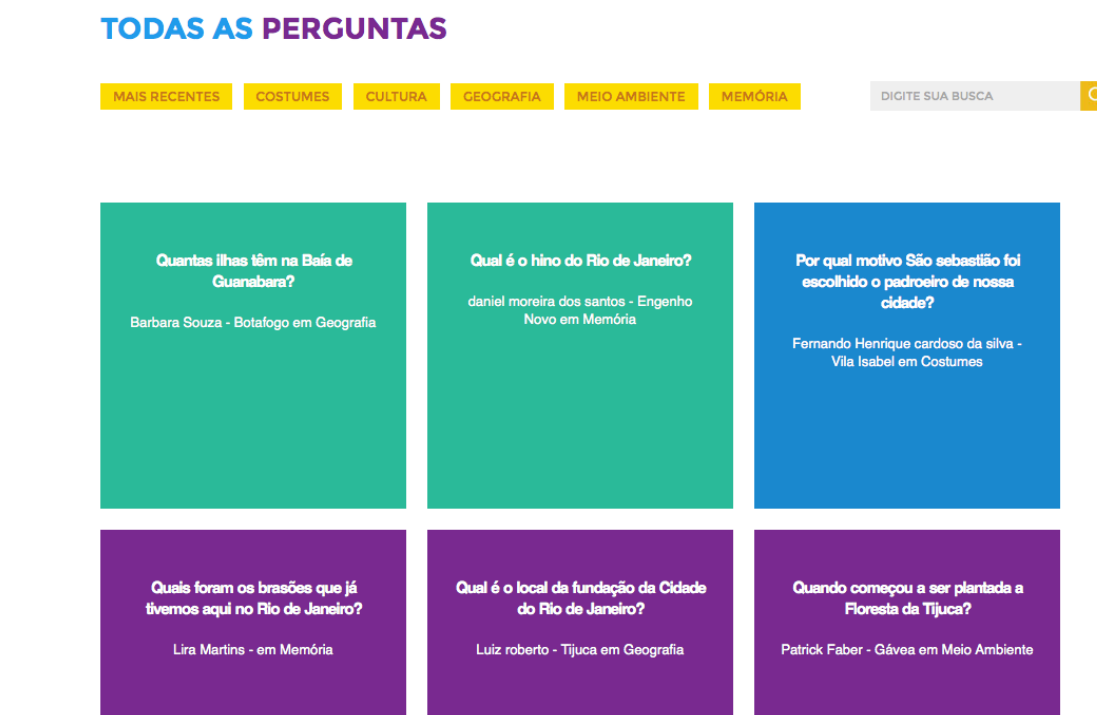 TODAS AS PERGUNTAS
MAIS RECENTES
COSTUMES
CULTURA
GEOGRAFIA
MEIO AMBIENTE
MEMÓRIA
DIGITE SUA BUSCA
Quantas ilhas têm na Baía de
Guanabara?
Barbara Souza - Botafogo em Geografia
Qual é o hino do Rio de Janeiro?
daniel moreira dos santos - Engenho
Novo em Memória
Por qual motivo São sebastião foi
escolhido o padroeiro de nossa
cidade?
Fernando Henrique cardoso da silva -
Vila Isabel em Costumes
Quais foram os brasões que já
tivemos aqui no Rio de Janeiro?
Lira Martins - em Memória
Qual é o local da fundação da Cidade
do Rio de Janeiro?
Luiz roberto - Tijuca em Geografia
Quando começou a ser plantada a
Floresta da Tijuca?
Patrick Faber - Gávea em Meio Ambiente